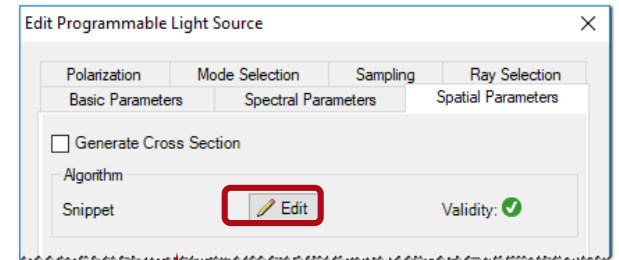 Edit Programmable Light Source
Polarization Mode Selection Sampling Ray Selection
Basic Parameters Spectral Parameters Spatial Parameters
Generate Cross Section
Algorithm
Snippet Edit Validity: